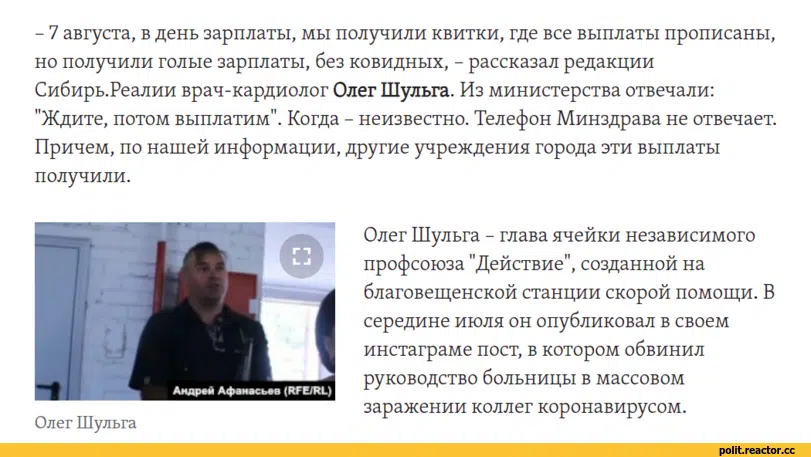 – 7 августа, в день зарплаты, мы получили квитки, где все выплаты прописаны,
но получили голые зарплаты, без ковидных, – рассказал редакции
Сибирь.Реалии врач-кардиолог Олег Шульга. Из министерства отвечали:
"Ждите, потом выплатим". Когда – неизвестно. Телефон Минздрава не отвечает.
Причем, по нашей информации, другие учреждения города эти выплаты
получили.
Андрей Афанасьев (RFE/RL)
Олег Шульга
Олег Шульга – глава ячейки независимого
профсоюза "Действие", созданной на
благовещенской станции скорой помощи. В
середине июля он опубликовал в своем
инстаграме пост, в котором обвинил
руководство больницы в массовом
заражении коллег коронавирусом.
polit.reactor.cc